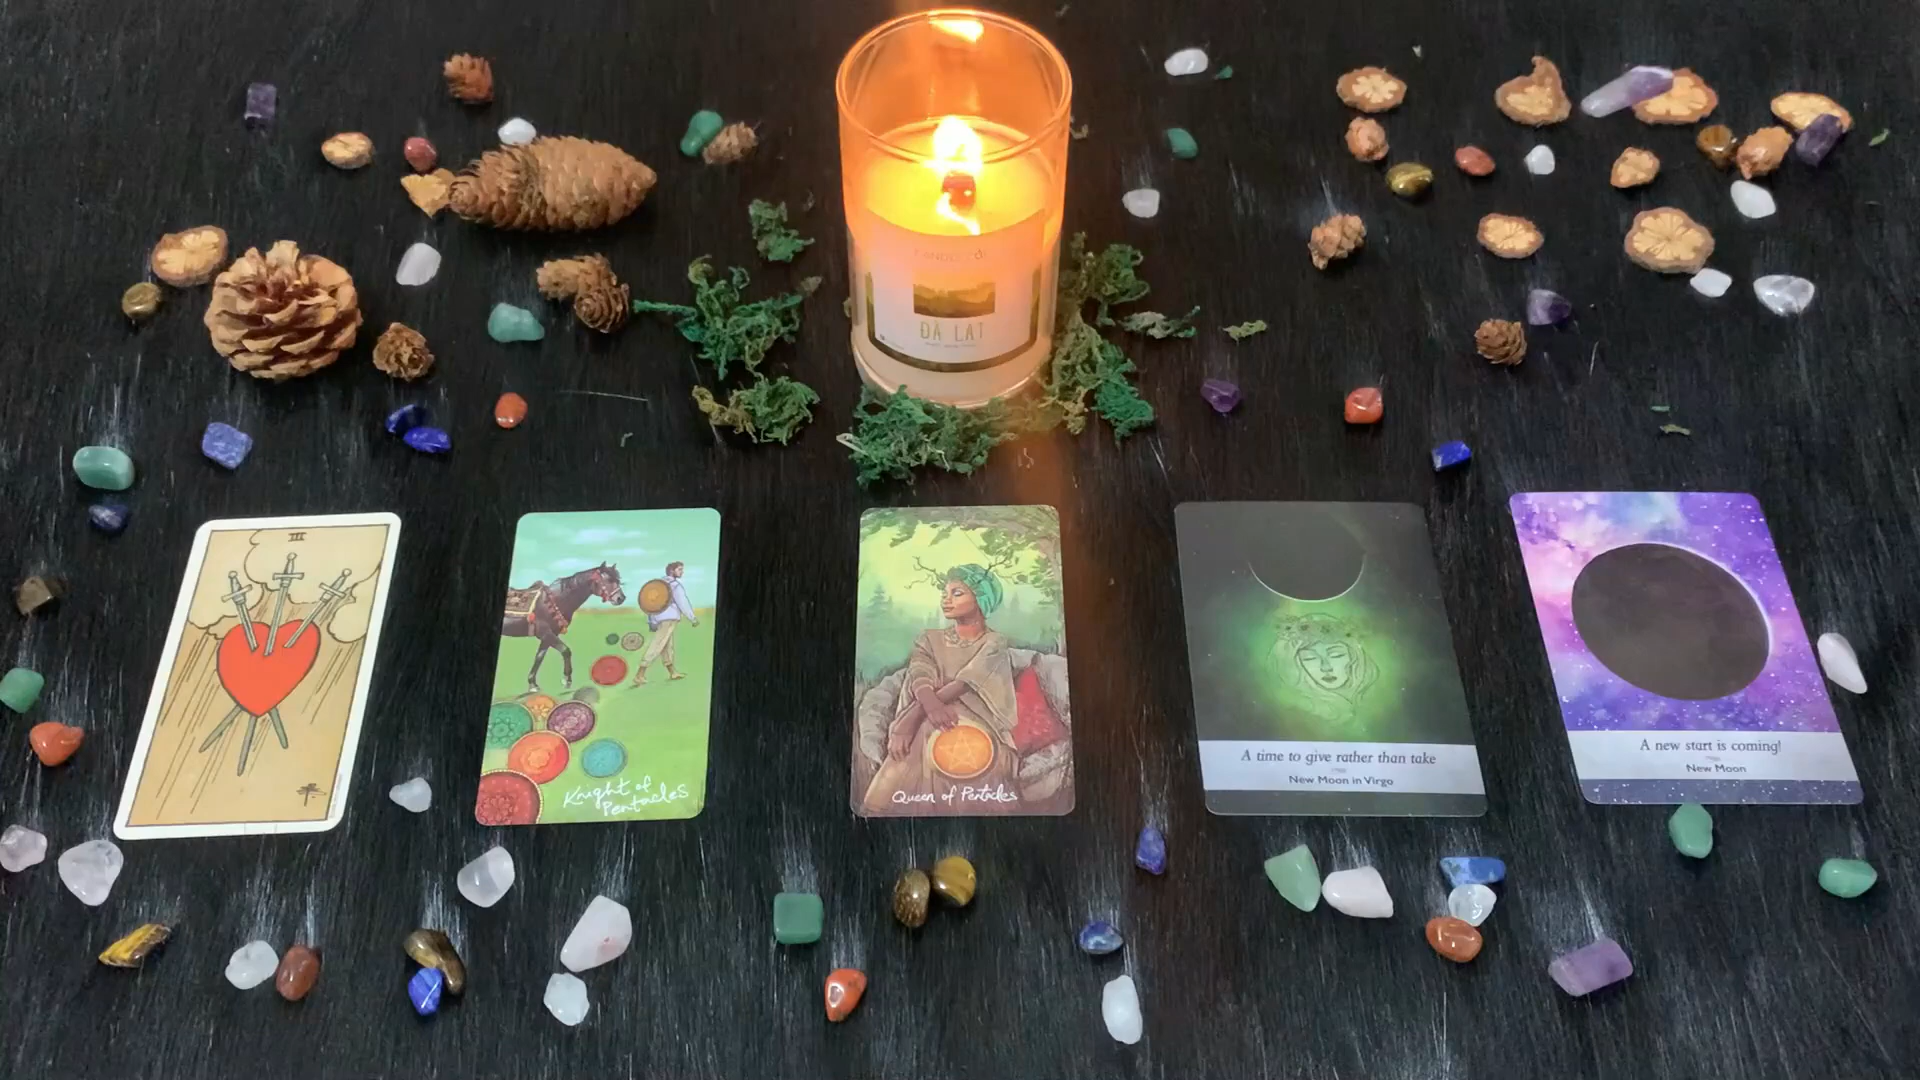 ĐÀ LẠT
III
Knight of
Pentacles
Queen of Pentacles
A time to give rather than take
New Moon in Virgo
A new start is coming!
New Moon